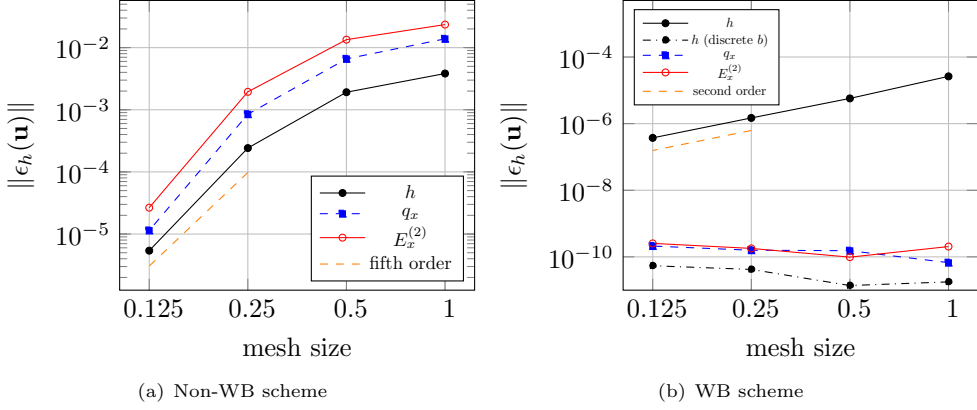 ‖ϵ_h(𝐮)‖
10⁻²
10⁻³
10⁻⁴
10⁻⁵
0.125 0.25 0.5 1
mesh size
h
q_x
E_x^{(2)}
fifth order
(a) Non-WB scheme
‖ϵ_h(𝐮)‖
10⁻⁴
10⁻⁶
10⁻⁸
10⁻¹⁰
0.125 0.25 0.5 1
mesh size
h
h (discrete b)
q_x
E_x^{(2)}
second order
(b) WB scheme